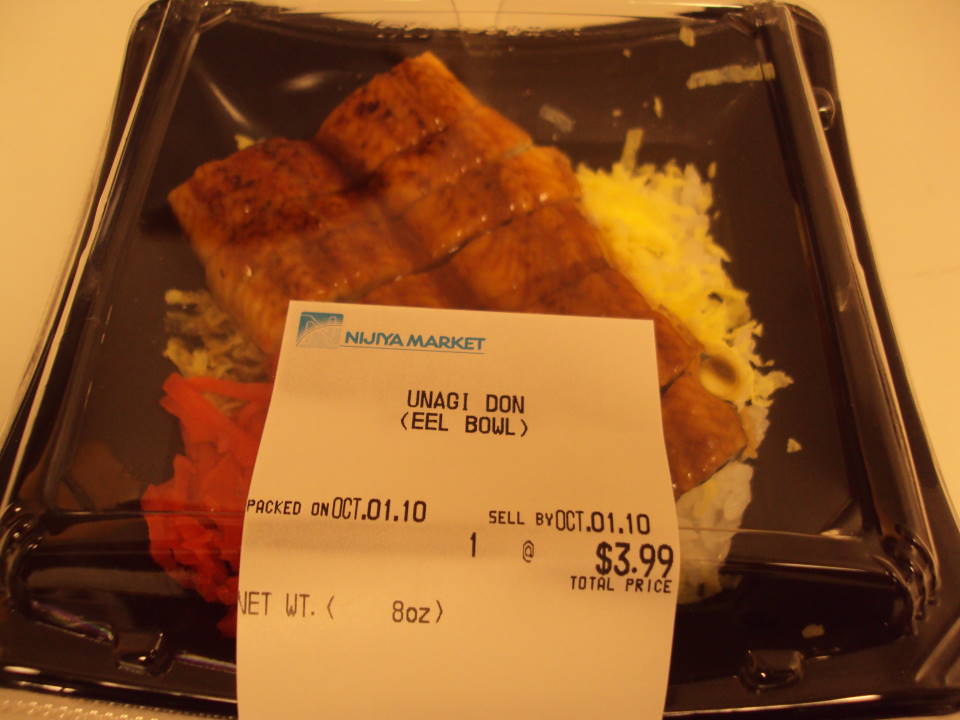 NIJIYA MARKET
UNAGI DON
(EEL BOWL)
PACKED ON OCT.01.10 SELL BY OCT.01.10
1 @ $3.99
TOTAL PRICE
NET WT. ( 8oz)